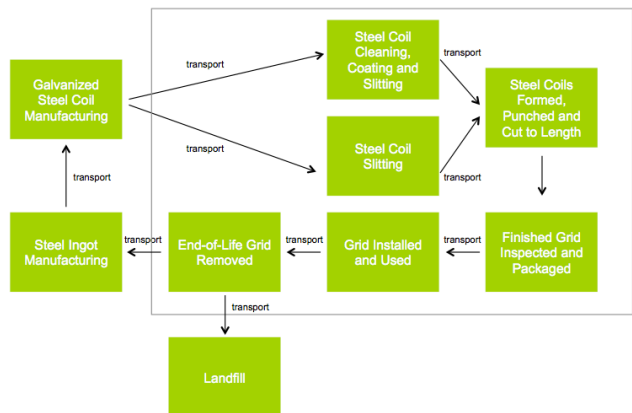 Steel Coil
Cleaning,
Coating and
Slitting
transport
transport
Galvanized
Steel Coil
Manufacturing
Steel Coils
Formed,
Punched and
Cut to Length
transport
Steel Coil
Slitting
transport
transport
Steel Ingot
Manufacturing
transport
End-of-Life Grid
Removed
transport
Grid Installed
and Used
transport
Finished Grid
Inspected and
Packaged
transport
Landfill